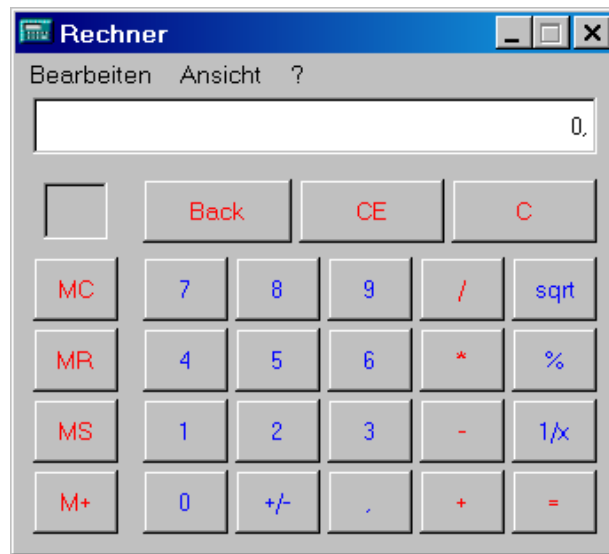 Rechner
Bearbeiten Ansicht ?
0,
Back CE C
MC 7 8 9 / sqrt
MR 4 5 6 * %
MS 1 2 3 - 1/x
M+ 0 +/- , + =